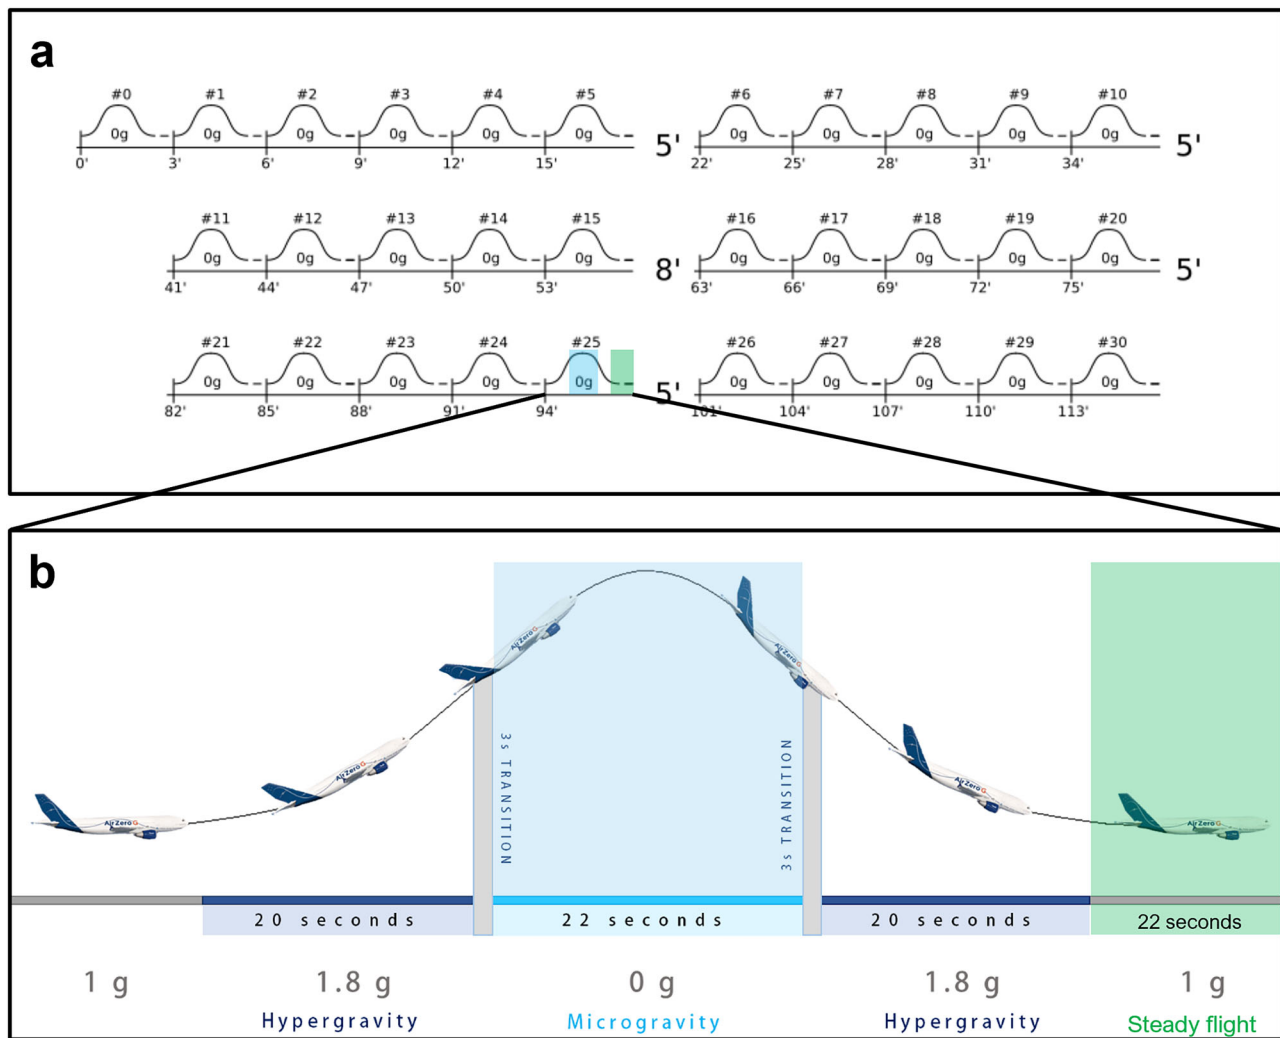 a
#0 #1 #2 #3 #4 #5 #6 #7 #8 #9 #10
0g 0g 0g 0g 0g 0g 5' 0g 0g 0g 0g 0g 5'
0' 3' 6' 9' 12' 15' 22' 25' 28' 31' 34'
#11 #12 #13 #14 #15 #16 #17 #18 #19 #20
0g 0g 0g 0g 0g 8' 0g 0g 0g 0g 0g 5'
41' 44' 47' 50' 53' 63' 66' 69' 72' 75'
#21 #22 #23 #24 #25 #26 #27 #28 #29 #30
0g 0g 0g 0g 0g 5' 0g 0g 0g 0g 0g
82' 85' 88' 91' 94' 101' 104' 107' 110' 113'
b
AirZeroG
AirZeroG
AirZeroG
AirZeroG
AirZeroG
AirZeroG
3s TRANSITION
3s TRANSITION
20 seconds 22 seconds 20 seconds 22 seconds
1 g 1.8 g 0 g 1.8 g 1 g
Hypergravity Microgravity Hypergravity Steady flight